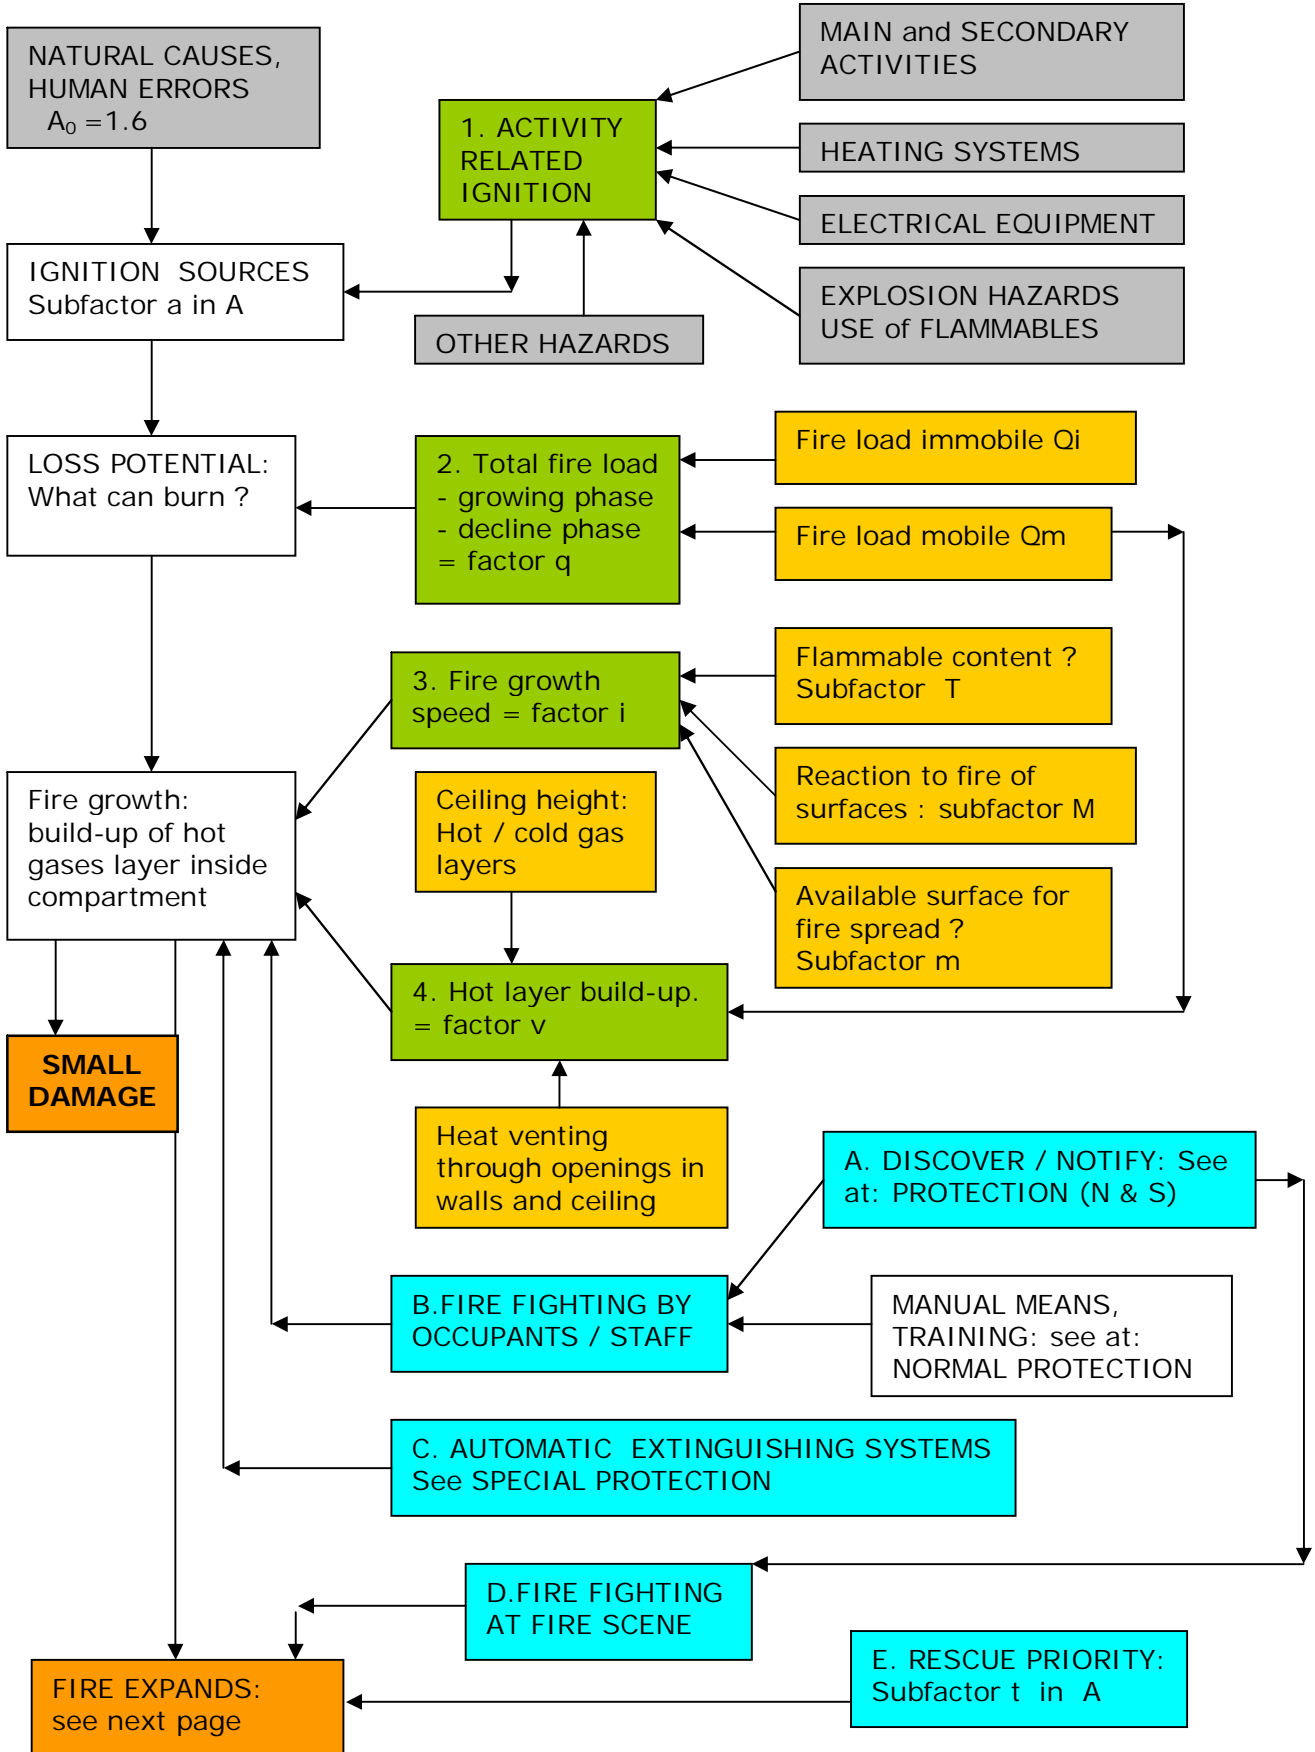 NATURAL CAUSES,
HUMAN ERRORS
A₀ =1.6
MAIN and SECONDARY
ACTIVITIES
1. ACTIVITY
RELATED
IGNITION
HEATING SYSTEMS
ELECTRICAL EQUIPMENT
IGNITION SOURCES
Subfactor a in A
EXPLOSION HAZARDS
USE of FLAMMABLES
OTHER HAZARDS
LOSS POTENTIAL:
What can burn ?
2. Total fire load
- growing phase
- decline phase
= factor q
Fire load immobile Qi
Fire load mobile Qm
3. Fire growth
speed = factor i
Flammable content ?
Subfactor T
Reaction to fire of
surfaces : subfactor M
Fire growth:
build-up of hot
gases layer inside
compartment
Ceiling height:
Hot / cold gas
layers
Available surface for
fire spread ?
Subfactor m
4. Hot layer build-up.
= factor v
SMALL
DAMAGE
Heat venting
through openings in
walls and ceiling
A. DISCOVER / NOTIFY: See
at: PROTECTION (N & S)
B.FIRE FIGHTING BY
OCCUPANTS / STAFF
MANUAL MEANS,
TRAINING: see at:
NORMAL PROTECTION
C. AUTOMATIC EXTINGUISHING SYSTEMS
See SPECIAL PROTECTION
D.FIRE FIGHTING
AT FIRE SCENE
E. RESCUE PRIORITY:
Subfactor t in A
FIRE EXPANDS:
see next page